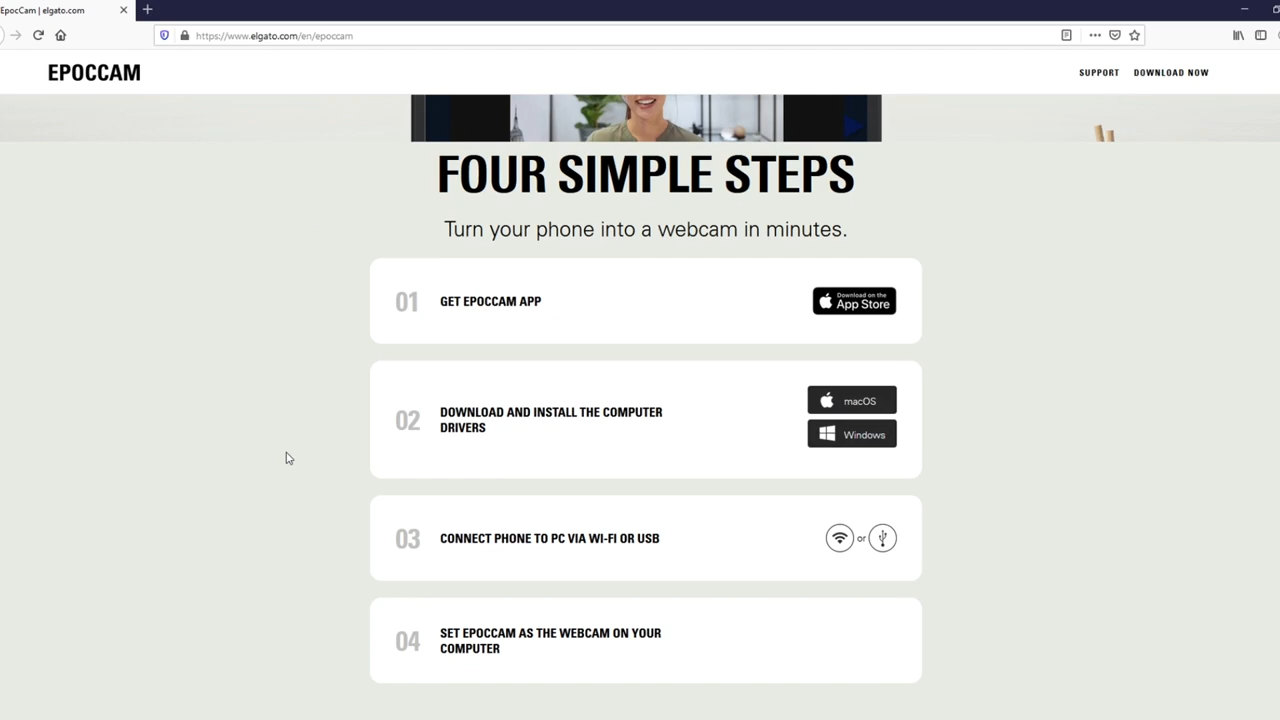 EpocCam | elgato.com
https://www.elgato.com/en/epoccam
EPOCCAM
SUPPORT
DOWNLOAD NOW
FOUR SIMPLE STEPS
Turn your phone into a webcam in minutes.
01
GET EPOCCAM APP
Download on the
App Store
02
DOWNLOAD AND INSTALL THE COMPUTER
DRIVERS
macOS
Windows
03
CONNECT PHONE TO PC VIA WI-FI OR USB
or
04
SET EPOCCAM AS THE WEBCAM ON YOUR
COMPUTER